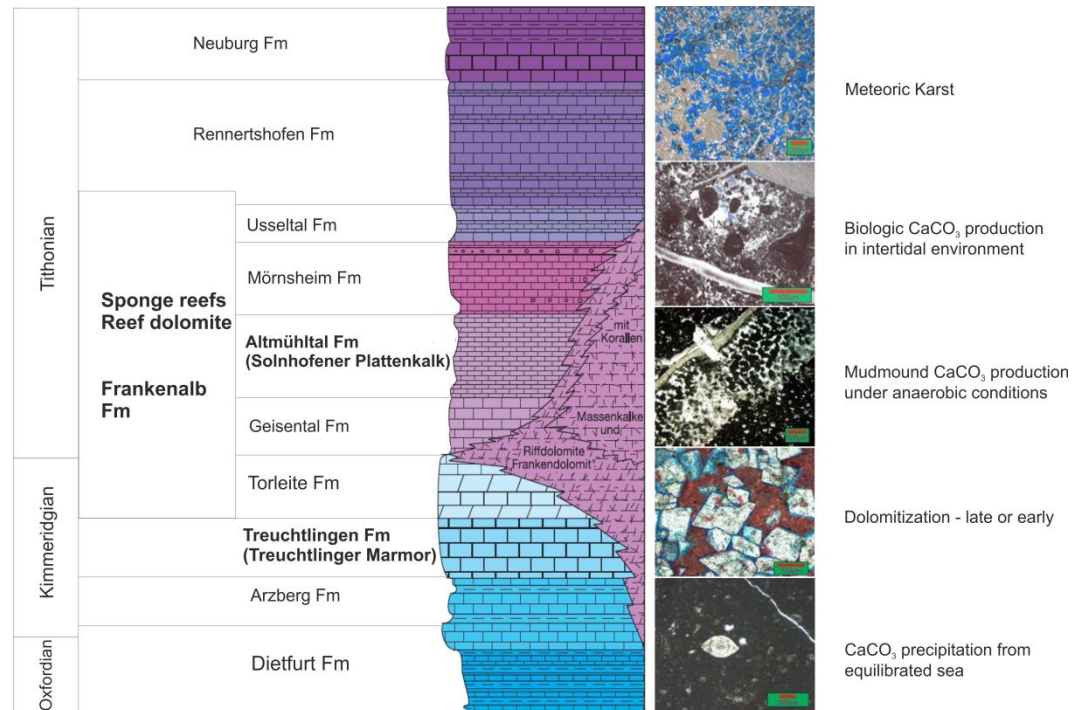 Tithonian
Kimmeridgian
Oxfordian
Neuburg Fm
Rennertshofen Fm
Usseltal Fm
Mörnsheim Fm
Sponge reefs
Reef dolomite
Altmühltal Fm
(Solnhofener Plattenkalk)
Frankenalb
Fm
Geisental Fm
Torleite Fm
Treuchtlingen Fm
(Treuchtlinger Marmor)
Arzberg Fm
Dietfurt Fm
mit
Korallen
Massenkalke
und
Riffdolomite
Frankendolomit
Meteoric Karst
Biologic CaCO₃ production
in intertidal environment
Mudmound CaCO₃ production
under anaerobic conditions
Dolomitization - late or early
CaCO₃ precipitation from
equilibrated sea